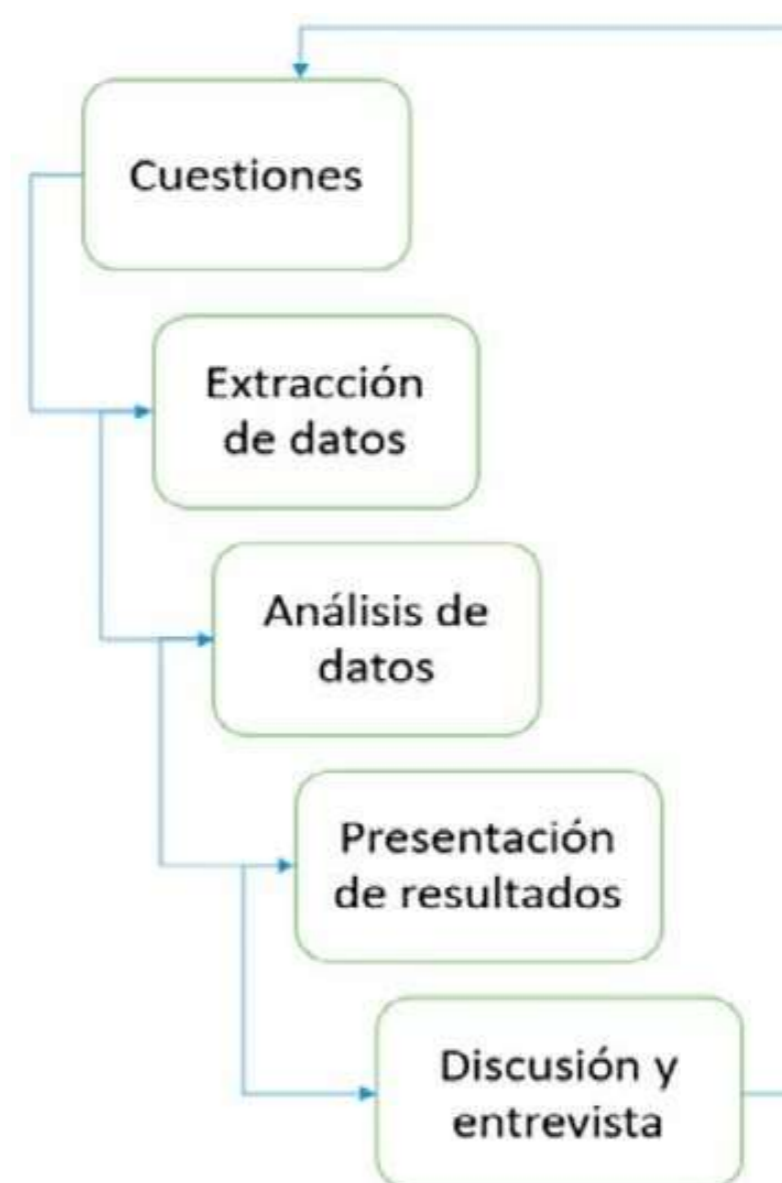 Cuestiones
Extracción
de datos
Análisis de
datos
Presentación
de resultados
Discusión y
entrevista